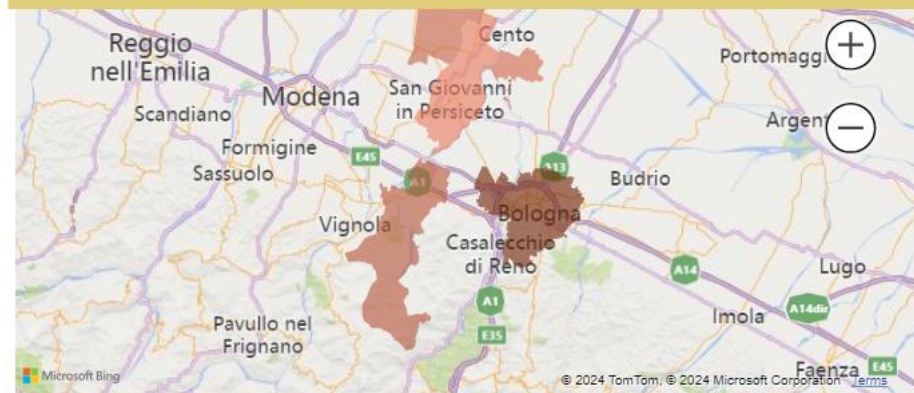 Reggio
nell'Emilia
Cento
Portomaggi
Modena
San Giovanni
in Persiceto
Scandiano
Argent
Formigine
E45
A13
Sassuolo
A1
Budrio
Vignola
Bologna
Casalecchio
di Reno
A14
Lugo
A1
A14dir
Imola
Pavullo nel
Frignano
E35
Faenza
E45
Microsoft Bing
© 2024 TomTom, © 2024 Microsoft Corporation Terms